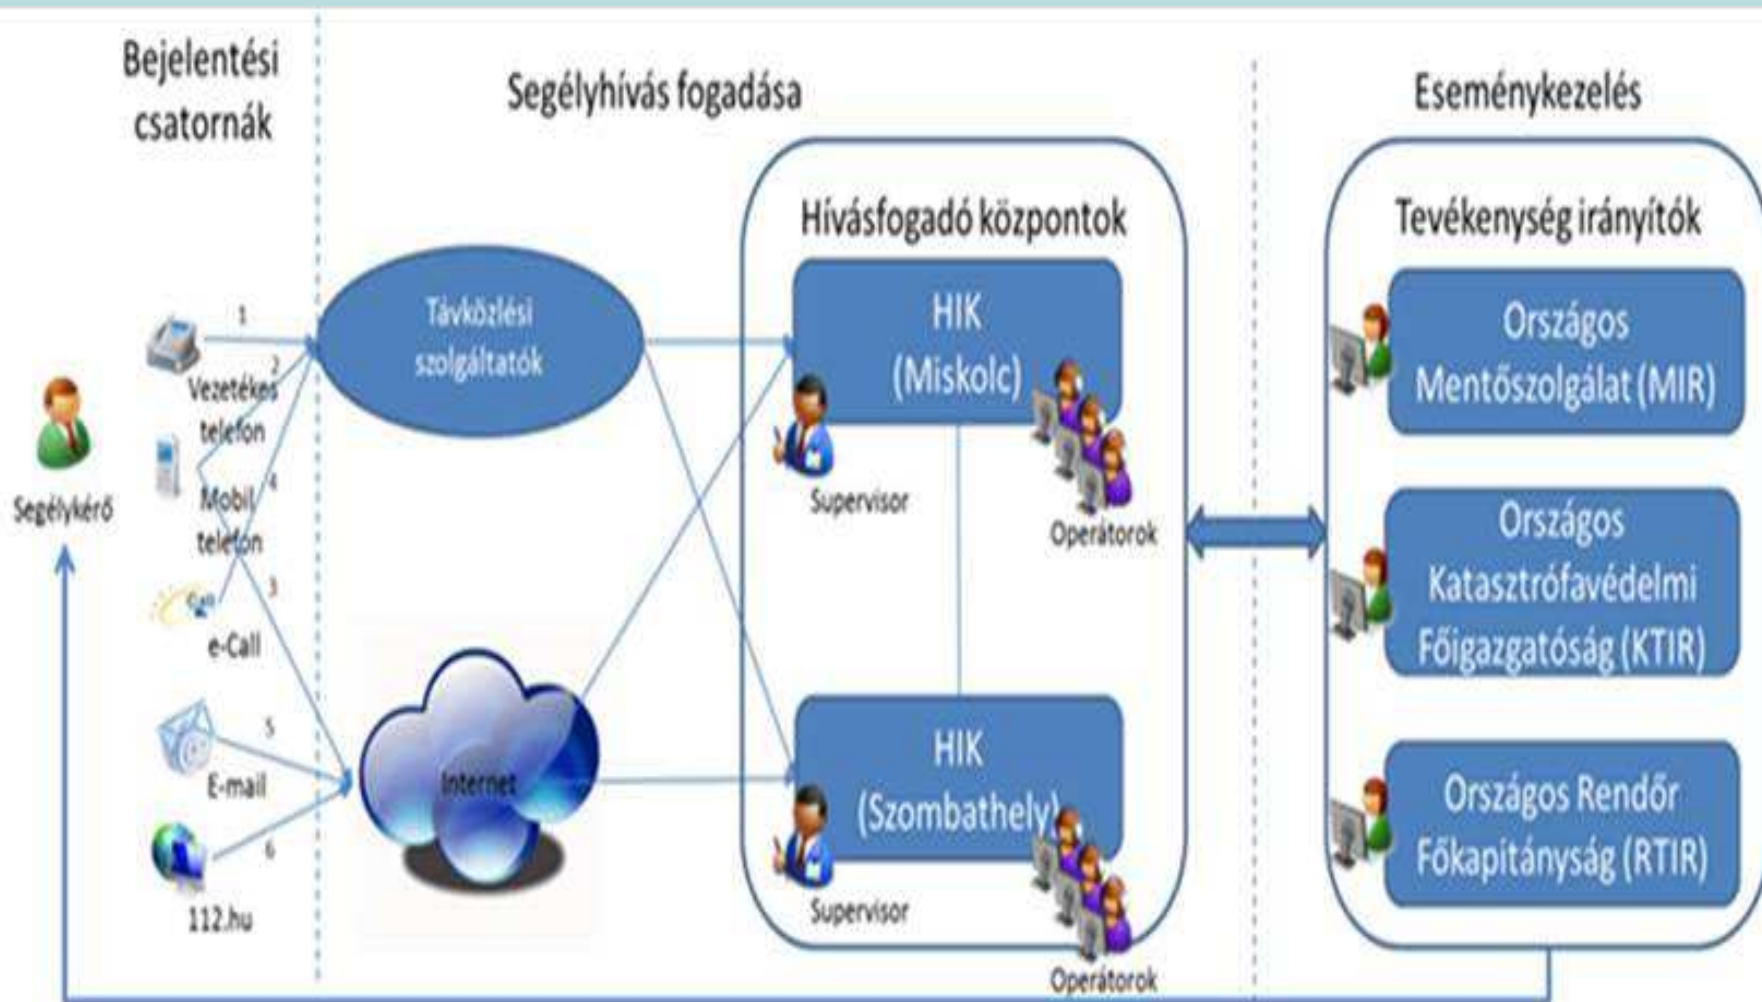 Bejelentési
csatornák
Segélyhívás fogadása
Eseménykezelés
1
2
Vezetékes
telefon
4
Mobil
telefon
3
e-Call
5
E-mail
6
112.hu
Segélykérő
Távközlési
szolgáltatók
Internet
Hívásfogadó központok
HIK
(Miskolc)
Supervisor
Operátorok
HIK
(Szombathely)
Supervisor
Operátorok
Tevékenység irányítók
Országos
Mentőszolgálat (MIR)
Országos
Katasztrófavédelmi
Főigazgatóság (KTIR)
Országos Rendőr
Főkapitányság (RTIR)